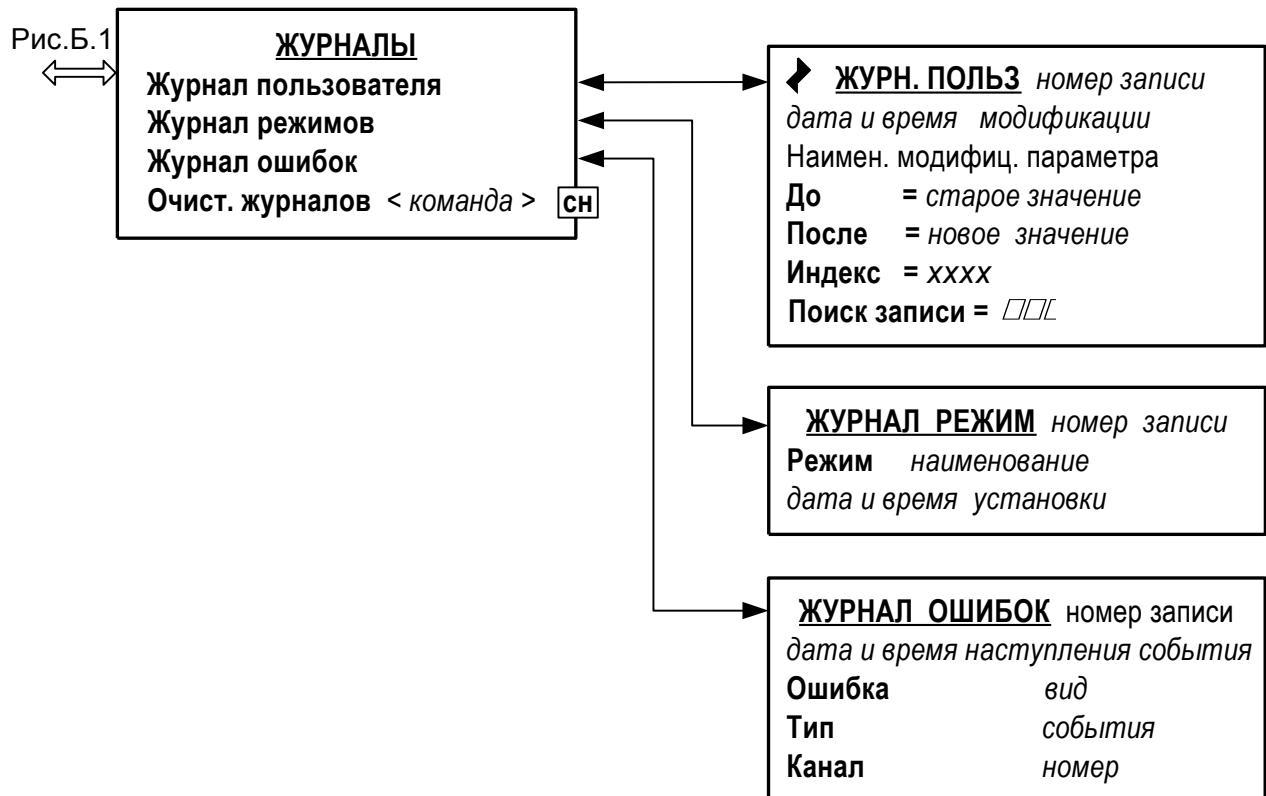 Рис.Б.1
ЖУРНАЛЫ
Журнал пользователя
Журнал режимов
Журнал ошибок
Очист. журналов < команда > сн
ЖУРН. ПОЛЬЗ номер записи
дата и время модификации
Наимен. модифиц. параметра
До = старое значение
После = новое значение
Индекс = xxxx
Поиск записи =
ЖУРНАЛ РЕЖИМ номер записи
Режим наименование
дата и время установки
ЖУРНАЛ ОШИБОК номер записи
дата и время наступления события
Ошибка вид
Тип события
Канал номер